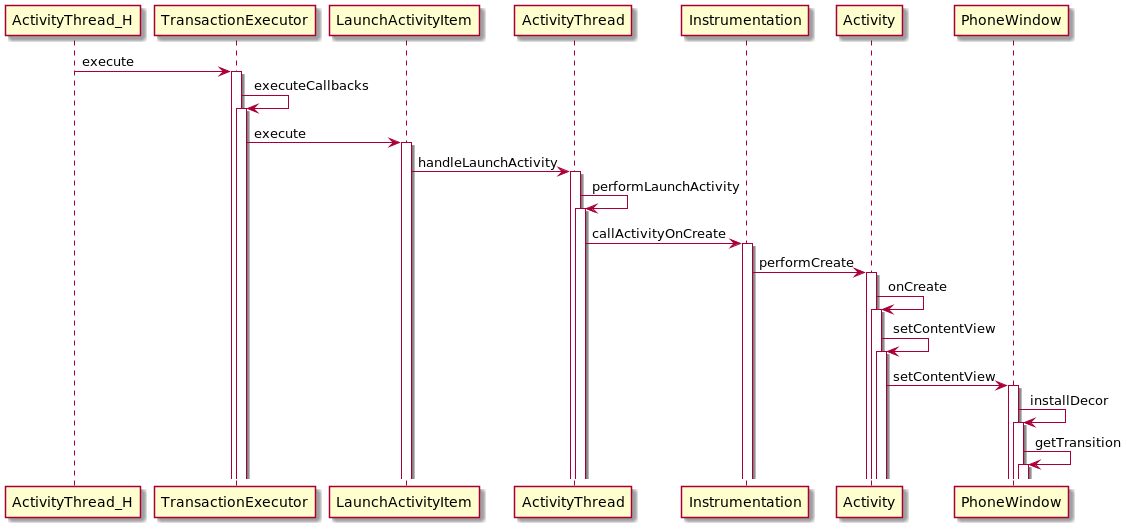 ActivityThread_H
TransactionExecutor
LaunchActivityItem
ActivityThread
Instrumentation
Activity
PhoneWindow
execute
executeCallbacks
execute
handleLaunchActivity
performLaunchActivity
callActivityOnCreate
performCreate
onCreate
setContentView
setContentView
installDecor
getTransition
ActivityThread_H
TransactionExecutor
LaunchActivityItem
ActivityThread
Instrumentation
Activity
PhoneWindow